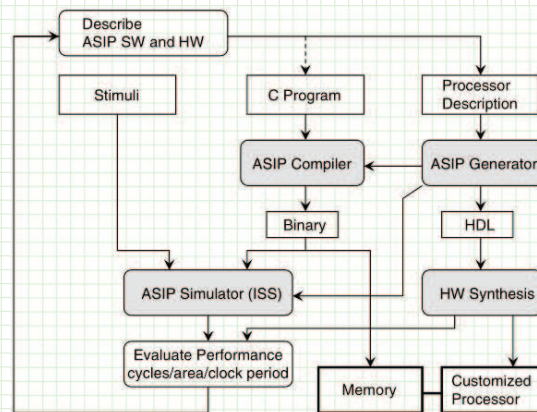 Describe
ASIP SW and HW
Stimuli
C Program
Processor
Description
ASIP Compiler
ASIP Generator
Binary
HDL
ASIP Simulator (ISS)
HW Synthesis
Evaluate Performance
cycles/area/clock period
Memory
Customized
Processor